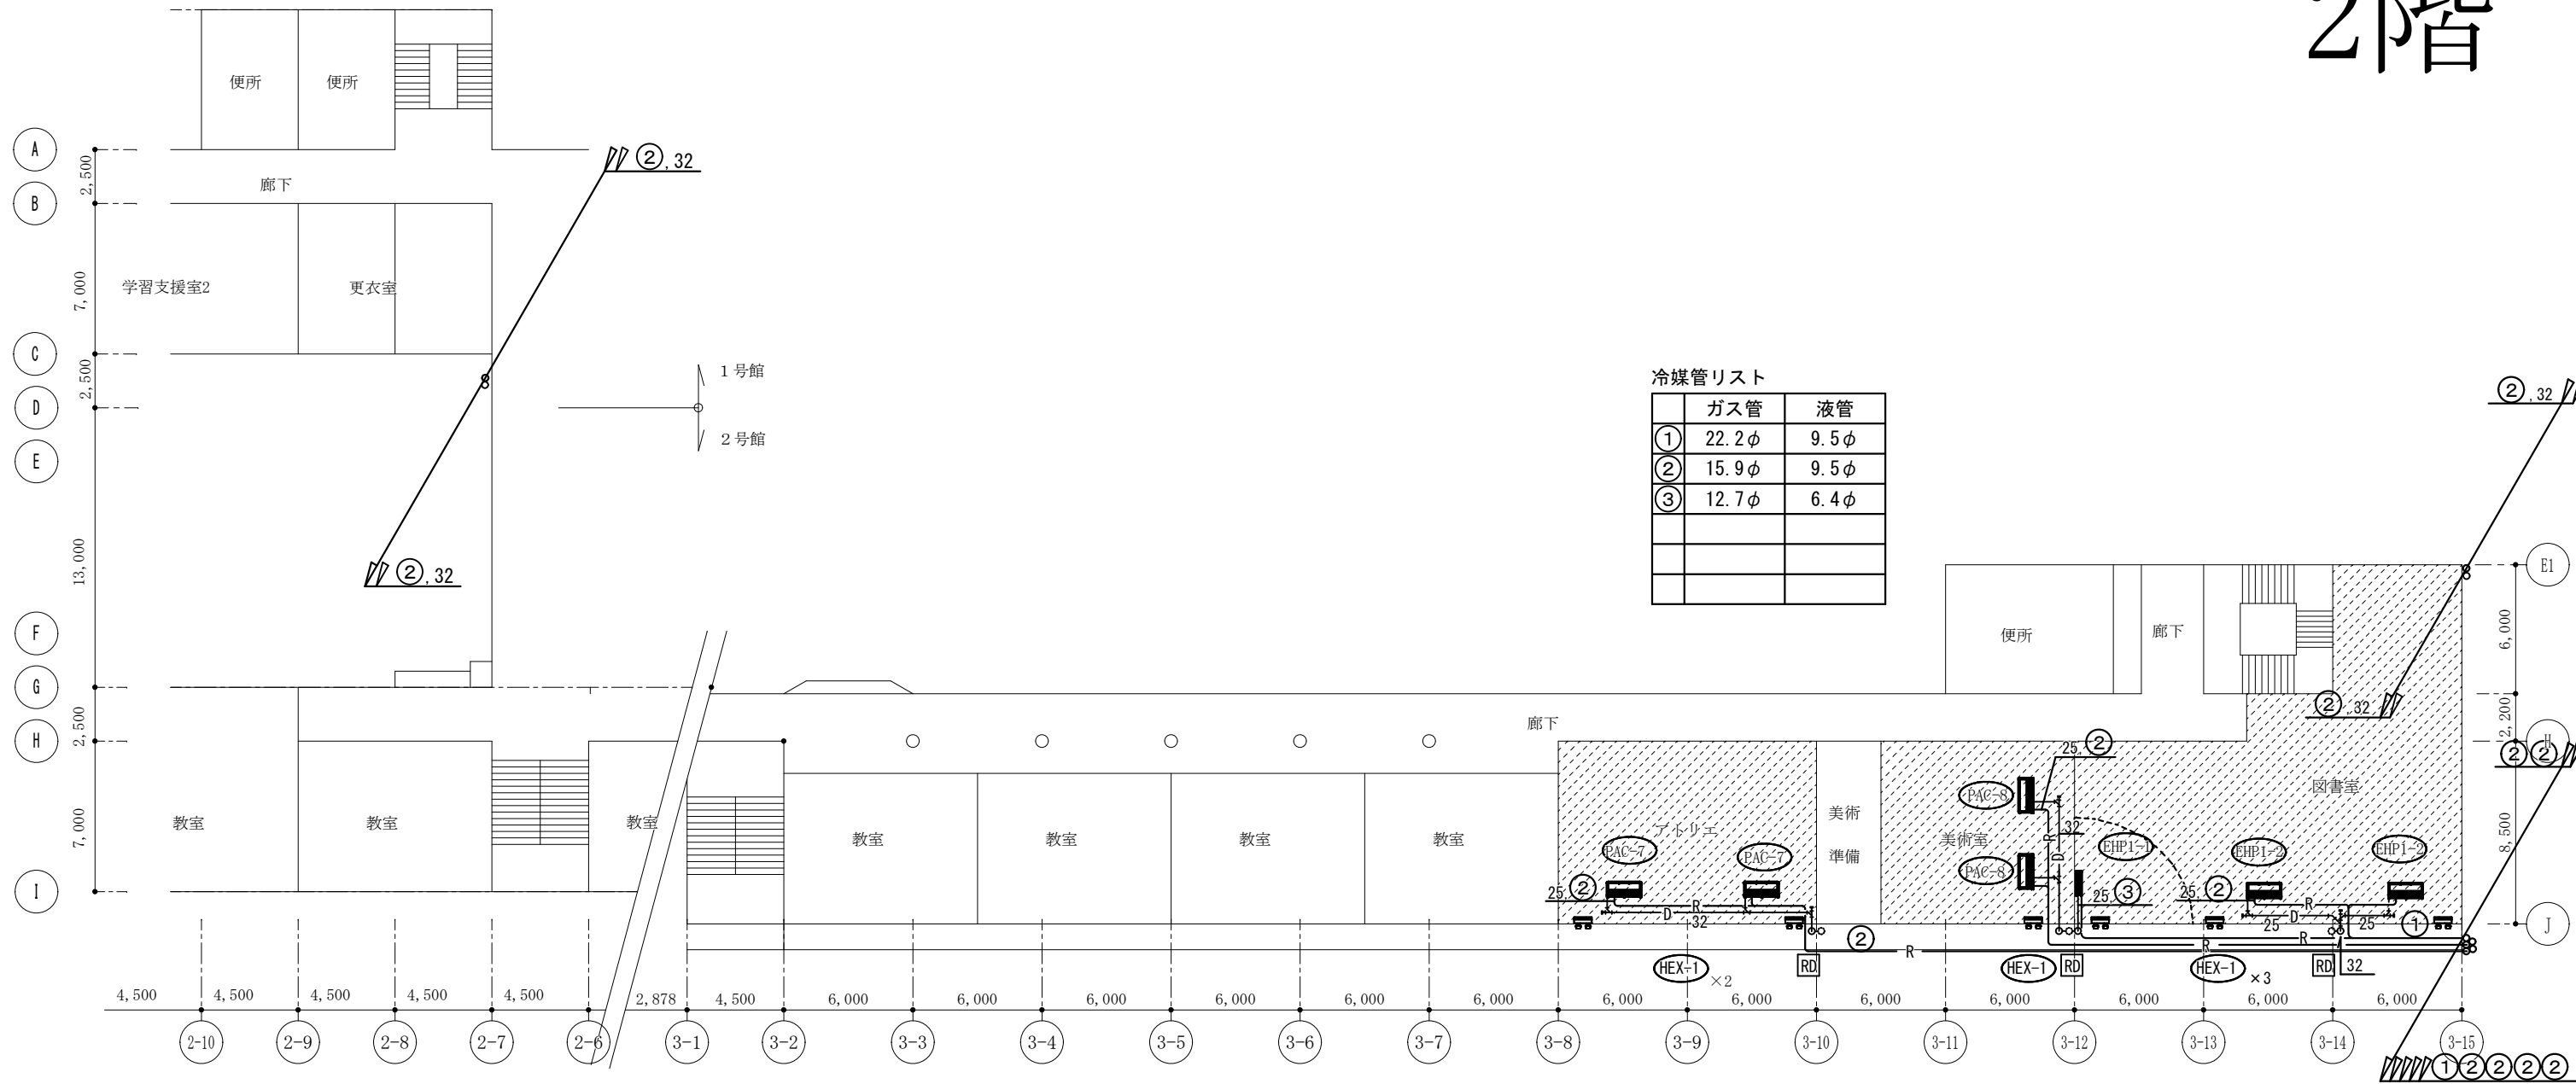 2階
便所
便所
A
2,500
②,32
廊下
B
7,000
学習支援室2
更衣室
C
2,500
1号館
D
2号館
E
冷媒管リスト
ガス管 液管
① 22.2φ 9.5φ
② 15.9φ 9.5φ
③ 12.7φ 6.4φ
②,32
13,000
②,32
E1
6,000
便所
廊下
F
G
②,32
2,200
2,500
廊下
H
H
25,②
②②
7,000
図書室
PAC-8
美術
アトリエ
32
教室
教室
教室
教室
教室
教室
教室
準備
美術室
EHP1-1
EHP1-2
EHP1-2
8,500
PAC-7
PAC-7
PAC-8
R
D
I
25,②
25,③
25,②
R
D
32
R
D
25
25
①
J
②
R
R
R
HEX-1
×2
RD
HEX-1
RD
HEX-1
×3
RD
32
4,500 4,500 4,500 4,500 4,500 2,878 4,500 6,000 6,000 6,000 6,000 6,000 6,000 6,000 6,000 6,000 6,000 6,000 6,000 6,000
2-10 2-9 2-8 2-7 2-6 3-1 3-2 3-3 3-4 3-5 3-6 3-7 3-8 3-9 3-10 3-11 3-12 3-13 3-14 3-15
①②②②②